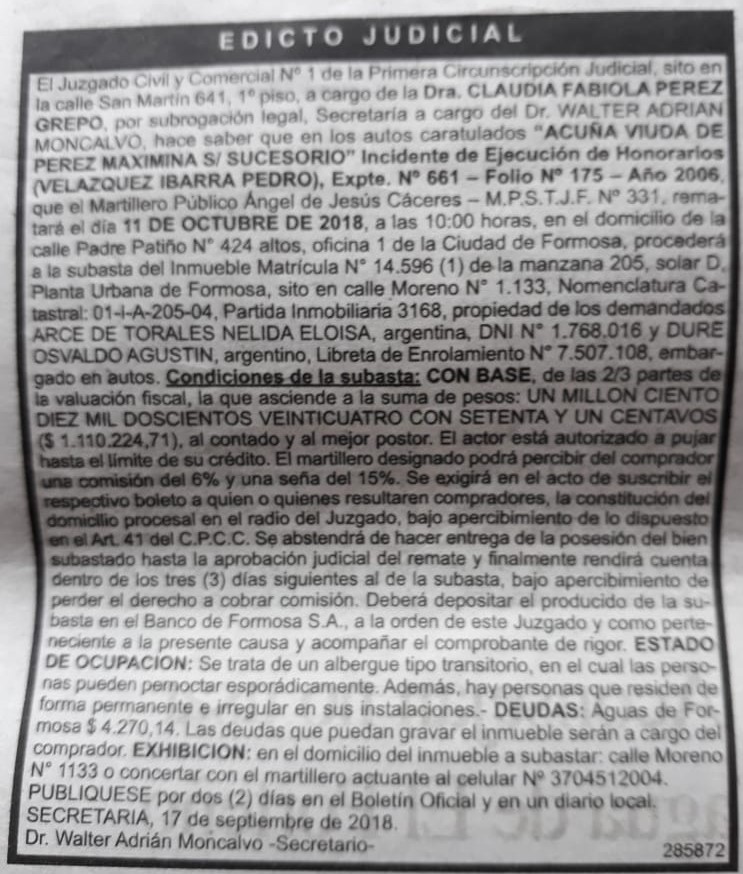 EDICTO JUDICIAL
El Juzgado Civil y Comercial Nº 1 de la Primera Circunscripción Judicial, sito en
la calle San Martín 641, 1º piso, a cargo de la Dra. CLAUDIA FABIOLA PEREZ
GREPO, por subrogación legal, Secretaría a cargo del Dr. WALTER ADRIAN
MONCALVO, hace saber que en los autos caratulados "ACUÑA VIUDA DE
PEREZ MAXIMINA S/ SUCESORIO" Incidente de Ejecución de Honorarios
(VELAZQUEZ IBARRA PEDRO), Expte. Nº 661 – Folio Nº 175 – Año 2006,
que el Martillero Público Ángel de Jesús Cáceres – M.P.S.T.J.F. Nº 331, rema-
tará el día 11 DE OCTUBRE DE 2018, a las 10:00 horas, en el domicilio de la
calle Padre Patiño N° 424 altos, oficina 1 de la Ciudad de Formosa, procederá
a la subasta del Inmueble Matrícula N° 14.596 (1) de la manzana 205, solar D,
Planta Urbana de Formosa, sito en calle Moreno N° 1.133, Nomenclatura Ca-
tastral: 01-I-A-205-04, Partida Inmobiliaria 3168, propiedad de los demandados
ARCE DE TORALES NELIDA ELOISA, argentina, DNI N° 1.768.016 y DURE
OSVALDO AGUSTIN, argentino, Libreta de Enrolamiento N° 7.507.108, embar-
gado en autos. Condiciones de la subasta: CON BASE, de las 2/3 partes de
la valuación fiscal, la que asciende a la suma de pesos: UN MILLON CIENTO
DIEZ MIL DOSCIENTOS VEINTICUATRO CON SETENTA Y UN CENTAVOS
($ 1.110.224,71), al contado y al mejor postor. El actor está autorizado a pujar
hasta el límite de su crédito. El martillero designado podrá percibir del comprador
una comisión del 6% y una seña del 15%. Se exigirá en el acto de suscribir el
respectivo boleto a quien o quienes resultaren compradores, la constitución del
domicilio procesal en el radio del Juzgado, bajo apercibimiento de lo dispuesto
en el Art. 41 del C.P.C.C. Se abstendrá de hacer entrega de la posesión del bien
subastado hasta la aprobación judicial del remate y finalmente rendirá cuenta
dentro de los tres (3) días siguientes al de la subasta, bajo apercibimiento de
perder el derecho a cobrar comisión. Deberá depositar el producido de la su-
basta en el Banco de Formosa S.A., a la orden de este Juzgado y como perte-
neciente a la presente causa y acompañar el comprobante de rigor. ESTADO
DE OCUPACION: Se trata de un albergue tipo transitorio, en el cual las perso-
nas pueden pernoctar esporádicamente. Además, hay personas que residen de
forma permanente e irregular en sus instalaciones.- DEUDAS: Aguas de For-
mosa $ 4.270,14. Las deudas que puedan gravar el inmueble serán a cargo del
comprador. EXHIBICION: en el domicilio del inmueble a subastar: calle Moreno
N° 1133 o concertar con el martillero actuante al celular Nº 3704512004.
PUBLIQUESE por dos (2) días en el Boletín Oficial y en un diario local.
SECRETARIA, 17 de septiembre de 2018.
Dr. Walter Adrián Moncalvo -Secretario-
285872